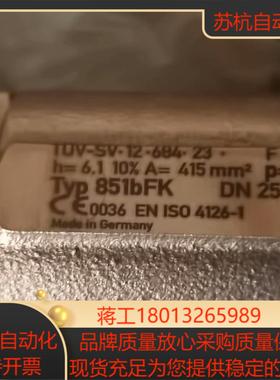 苏杭自动
TÜV-SV-12-684-23-
h= 6.1 10% A= 415 mm² p=
Typ 851bFK DN 25
CE 0036 EN ISO 4126-1
Made in Germany
蒋工18013265989
自动化 品牌质量放心采购质量
开票 现货充足为您提供稳定的